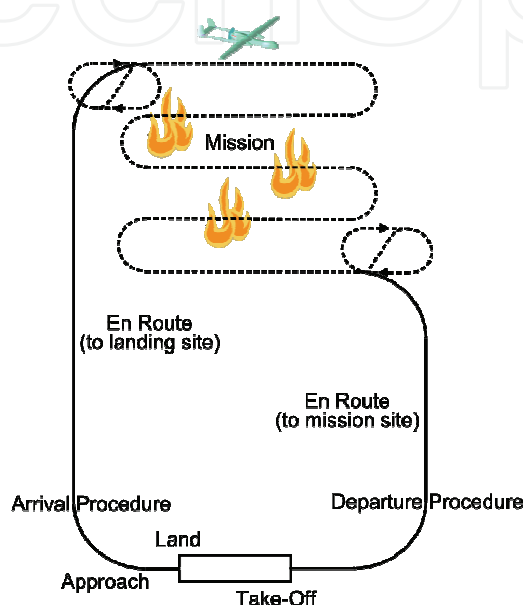 Mission
En Route
(to landing site)
En Route
(to mission site)
Arrival Procedure
Departure Procedure
Land
Approach
Take-Off